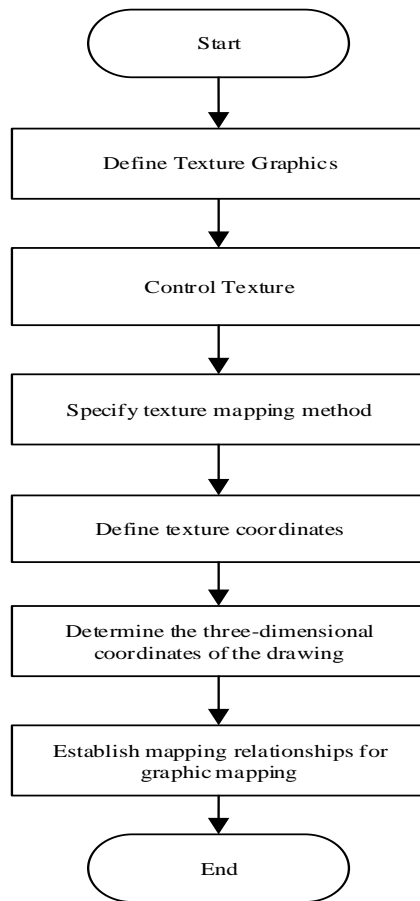 Start
Define Texture Graphics
Control Texture
Specify texture mapping method
Define texture coordinates
Determine the three-dimensional
coordinates of the drawing
Establish mapping relationships for
graphic mapping
End